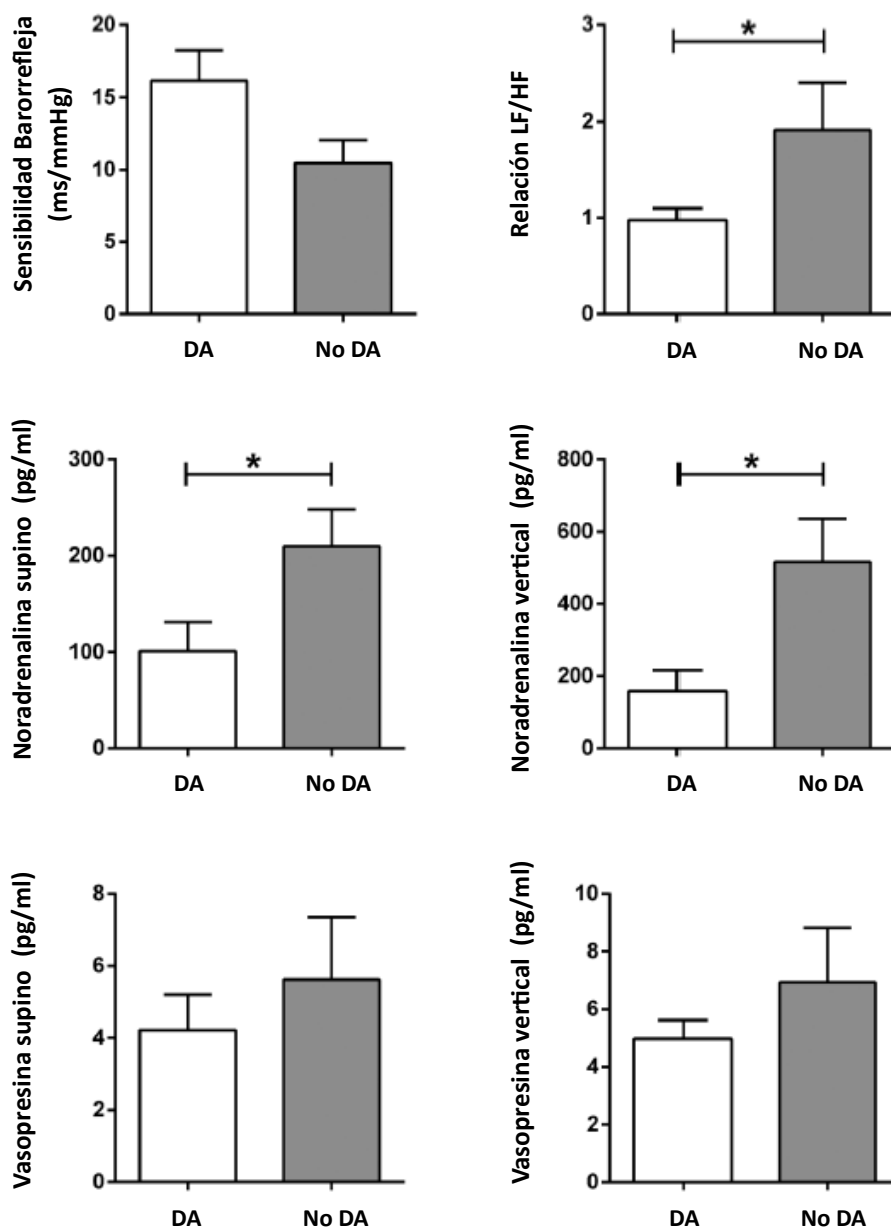 Sensibilidad Barorrefleja
(ms/mmHg)
20
15
10
5
0
DA
No DA
Relación LF/HF
3
2
1
0
*
DA
No DA
Noradrenalina supino (pg/ml)
300
200
100
0
*
DA
No DA
Noradrenalina vertical (pg/ml)
800
600
400
200
0
*
DA
No DA
Vasopresina supino (pg/ml)
8
6
4
2
0
DA
No DA
Vasopresina vertical (pg/ml)
10
8
6
4
2
0
DA
No DA